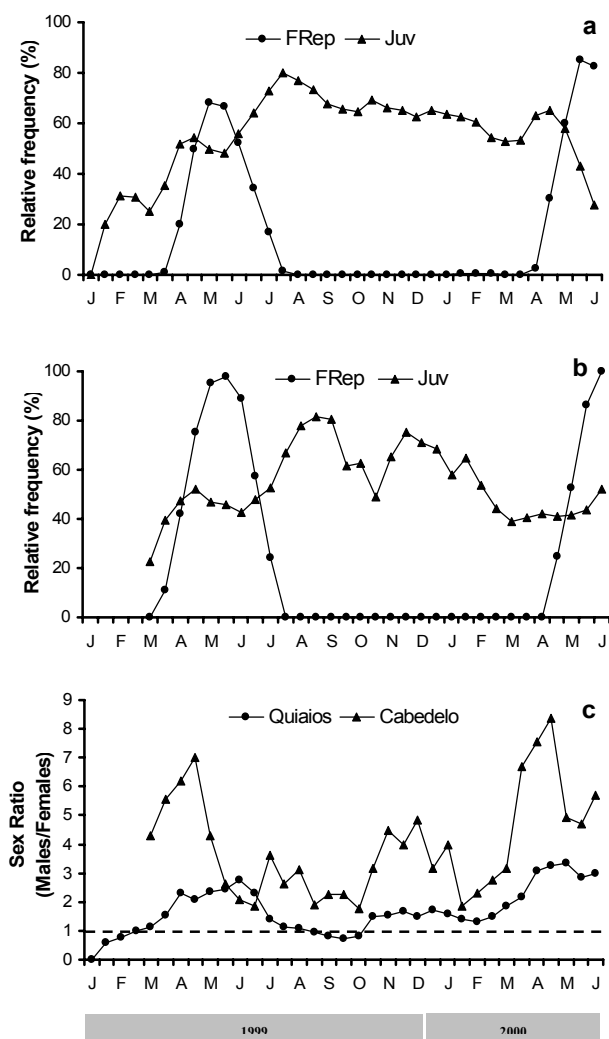 a
FRep Juv
Relative frequency (%)
100
80
60
40
20
0
J F M A M J J A S O N D J F M A M J
b
FRep Juv
Relative frequency (%)
100
80
60
40
20
0
J F M A M J J A S O N D J F M A M J
c
Quiaios Cabedelo
Sex Ratio
(Males/Females)
9
8
7
6
5
4
3
2
1
0
J F M A M J J A S O N D J F M A M J
1999 2000